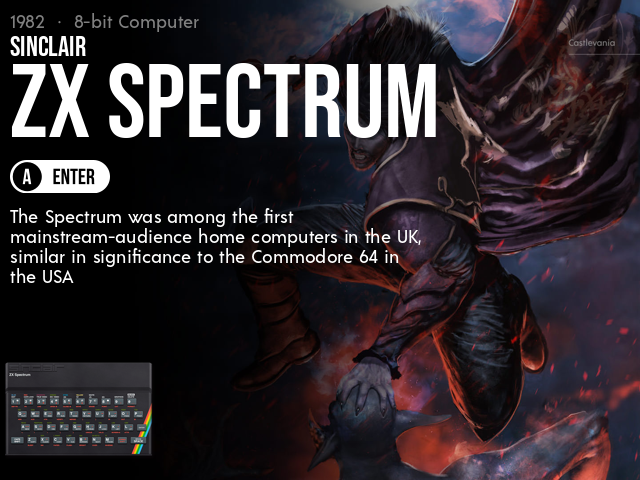 1982 · 8-bit Computer
Castlevania
SINCLAIR
ZX SPECTRUM
A ENTER
The Spectrum was among the first
mainstream-audience home computers in the UK,
similar in significance to the Commodore 64 in
the USA
ZX Spectrum